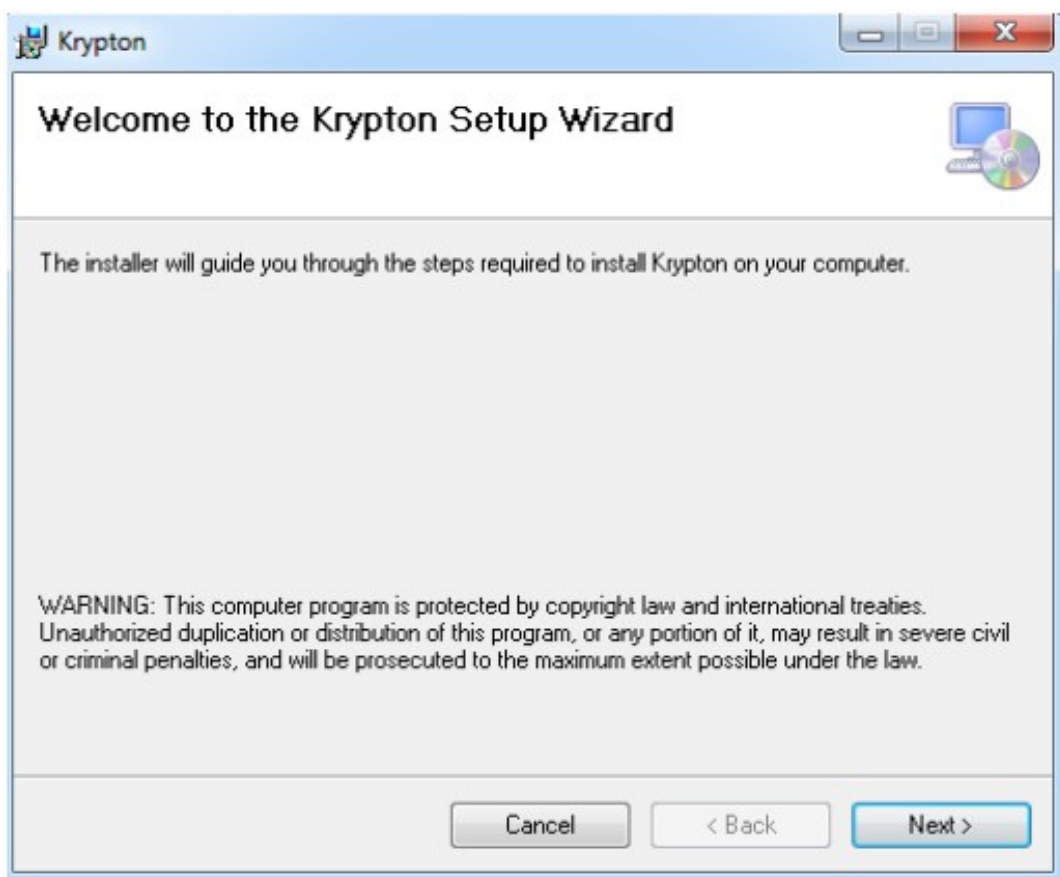 Krypton
Welcome to the Krypton Setup Wizard
The installer will guide you through the steps required to install Krypton on your computer.
WARNING: This computer program is protected by copyright law and international treaties.
Unauthorized duplication or distribution of this program, or any portion of it, may result in severe civil
or criminal penalties, and will be prosecuted to the maximum extent possible under the law.
Cancel < Back Next >